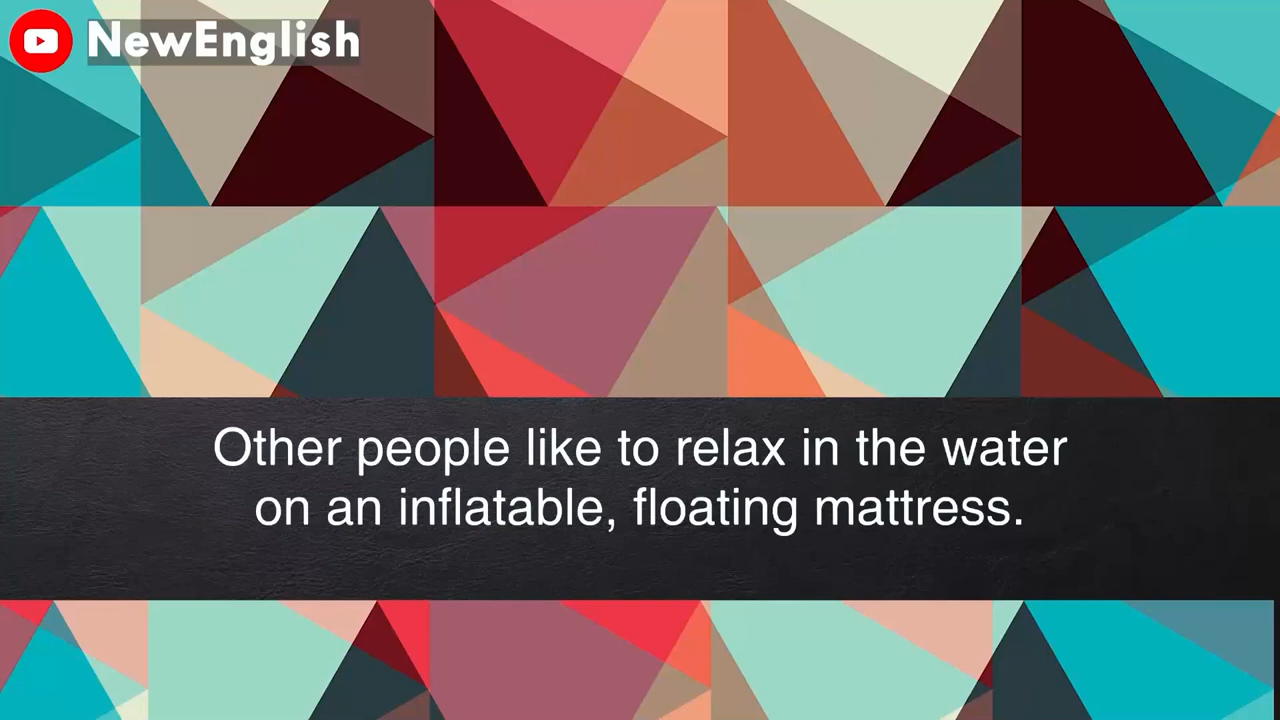 NewEnglish
Other people like to relax in the water
on an inflatable, floating mattress.